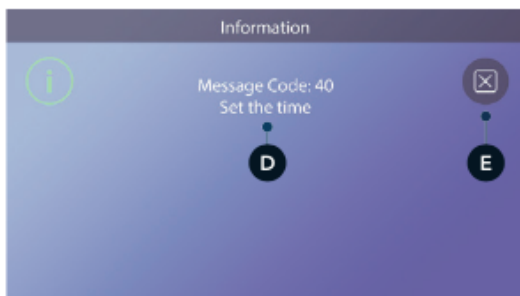 Information
i
Message Code: 40
Set the time
D
E